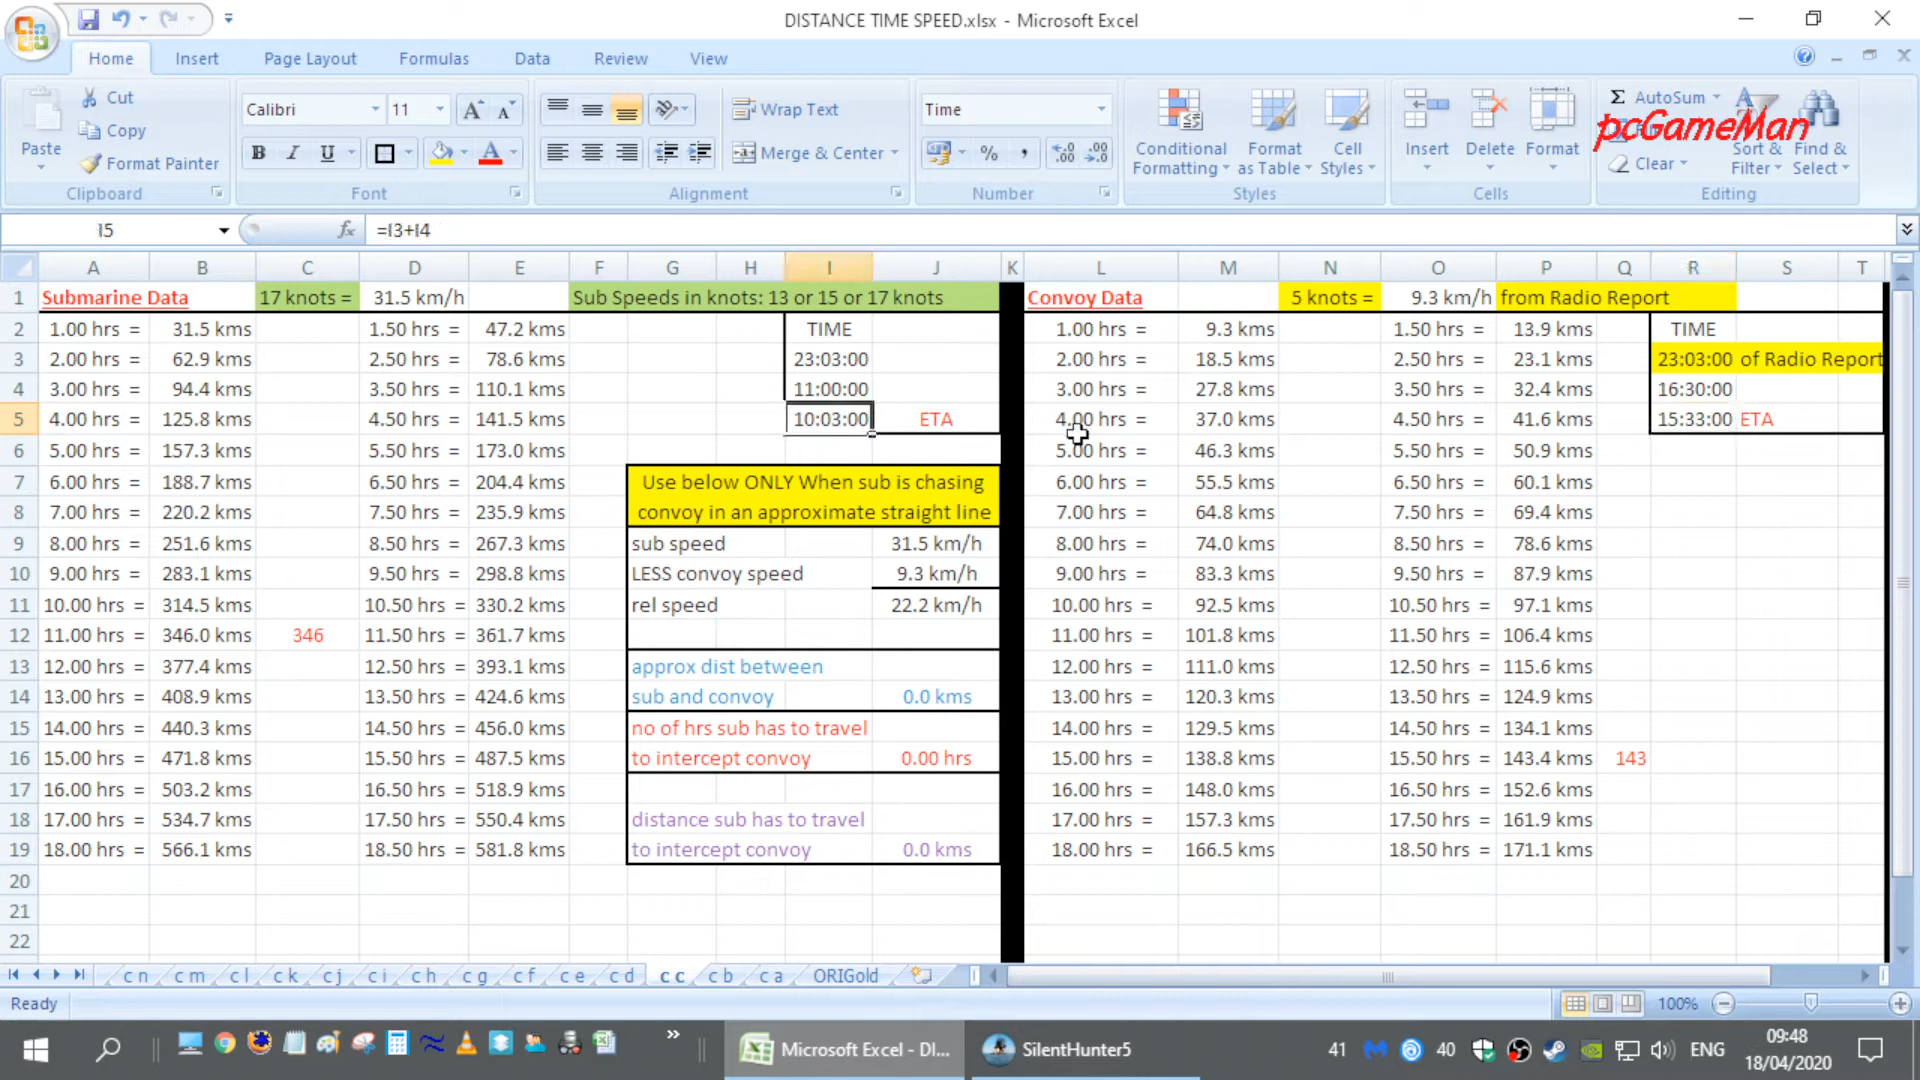 DISTANCE TIME SPEED.xlsx - Microsoft Excel
Home Insert Page Layout Formulas Data Review View
Paste
Cut
Copy
Format Painter
Clipboard
Calibri 11
B I U A
Font
Wrap Text
Merge & Center
Alignment
Time
% ,
Number
Conditional Formatting
Format as Table
Cell Styles
Styles
Insert Delete Format
Cells
Σ AutoSum
Clear
Sort & Filter
Find & Select
Editing
pcGameMan
I5 fx =I3+I4
A B C D E F G H I J K L M N O P Q R S T
1 Submarine Data 17 knots = 31.5 km/h Sub Speeds in knots: 13 or 15 or 17 knots Convoy Data 5 knots = 9.3 km/h from Radio Report
2 1.00 hrs = 31.5 kms 1.50 hrs = 47.2 kms TIME 1.00 hrs = 9.3 kms 1.50 hrs = 13.9 kms TIME
3 2.00 hrs = 62.9 kms 2.50 hrs = 78.6 kms 23:03:00 2.00 hrs = 18.5 kms 2.50 hrs = 23.1 kms 23:03:00 of Radio Report
4 3.00 hrs = 94.4 kms 3.50 hrs = 110.1 kms 11:00:00 3.00 hrs = 27.8 kms 3.50 hrs = 32.4 kms 16:30:00
5 4.00 hrs = 125.8 kms 4.50 hrs = 141.5 kms 10:03:00 ETA 4.00 hrs = 37.0 kms 4.50 hrs = 41.6 kms 15:33:00 ETA
6 5.00 hrs = 157.3 kms 5.50 hrs = 173.0 kms 5.00 hrs = 46.3 kms 5.50 hrs = 50.9 kms
7 6.00 hrs = 188.7 kms 6.50 hrs = 204.4 kms Use below ONLY When sub is chasing 6.00 hrs = 55.5 kms 6.50 hrs = 60.1 kms
8 7.00 hrs = 220.2 kms 7.50 hrs = 235.9 kms convoy in an approximate straight line 7.00 hrs = 64.8 kms 7.50 hrs = 69.4 kms
9 8.00 hrs = 251.6 kms 8.50 hrs = 267.3 kms sub speed 31.5 km/h 8.00 hrs = 74.0 kms 8.50 hrs = 78.6 kms
10 9.00 hrs = 283.1 kms 9.50 hrs = 298.8 kms LESS convoy speed 9.3 km/h 9.00 hrs = 83.3 kms 9.50 hrs = 87.9 kms
11 10.00 hrs = 314.5 kms 10.50 hrs = 330.2 kms rel speed 22.2 km/h 10.00 hrs = 92.5 kms 10.50 hrs = 97.1 kms
12 11.00 hrs = 346.0 kms 346 11.50 hrs = 361.7 kms 11.00 hrs = 101.8 kms 11.50 hrs = 106.4 kms
13 12.00 hrs = 377.4 kms 12.50 hrs = 393.1 kms approx dist between 12.00 hrs = 111.0 kms 12.50 hrs = 115.6 kms
14 13.00 hrs = 408.9 kms 13.50 hrs = 424.6 kms sub and convoy 0.0 kms 13.00 hrs = 120.3 kms 13.50 hrs = 124.9 kms
15 14.00 hrs = 440.3 kms 14.50 hrs = 456.0 kms no of hrs sub has to travel 14.00 hrs = 129.5 kms 14.50 hrs = 134.1 kms
16 15.00 hrs = 471.8 kms 15.50 hrs = 487.5 kms to intercept convoy 0.00 hrs 15.00 hrs = 138.8 kms 15.50 hrs = 143.4 kms 143
17 16.00 hrs = 503.2 kms 16.50 hrs = 518.9 kms 16.00 hrs = 148.0 kms 16.50 hrs = 152.6 kms
18 17.00 hrs = 534.7 kms 17.50 hrs = 550.4 kms distance sub has to travel 17.00 hrs = 157.3 kms 17.50 hrs = 161.9 kms
19 18.00 hrs = 566.1 kms 18.50 hrs = 581.8 kms to intercept convoy 0.0 kms 18.00 hrs = 166.5 kms 18.50 hrs = 171.1 kms
20
21
22
c n c m c l c k c j c i c h c g c f c e c d c c c b c a ORIGold
Ready 100%
Microsoft Excel - DI... SilentHunter5 41 40 ENG 09:48
18/04/2020